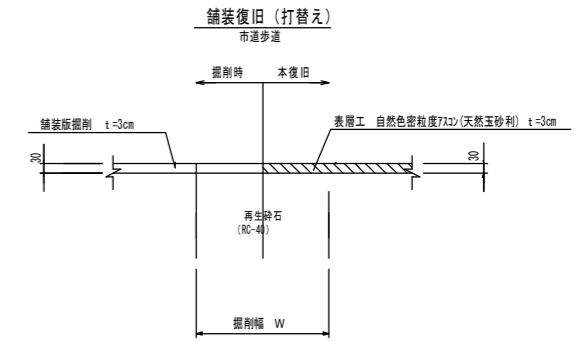 舗装復旧（打替え）
市道歩道
掘削時 本復旧
舗装版掘削 t=3cm
表層工 自然色密粒度ｱｽｺﾝ(天然玉砂利) t=3cm
30
30
再生砕石
(RC-40)
掘削幅 W